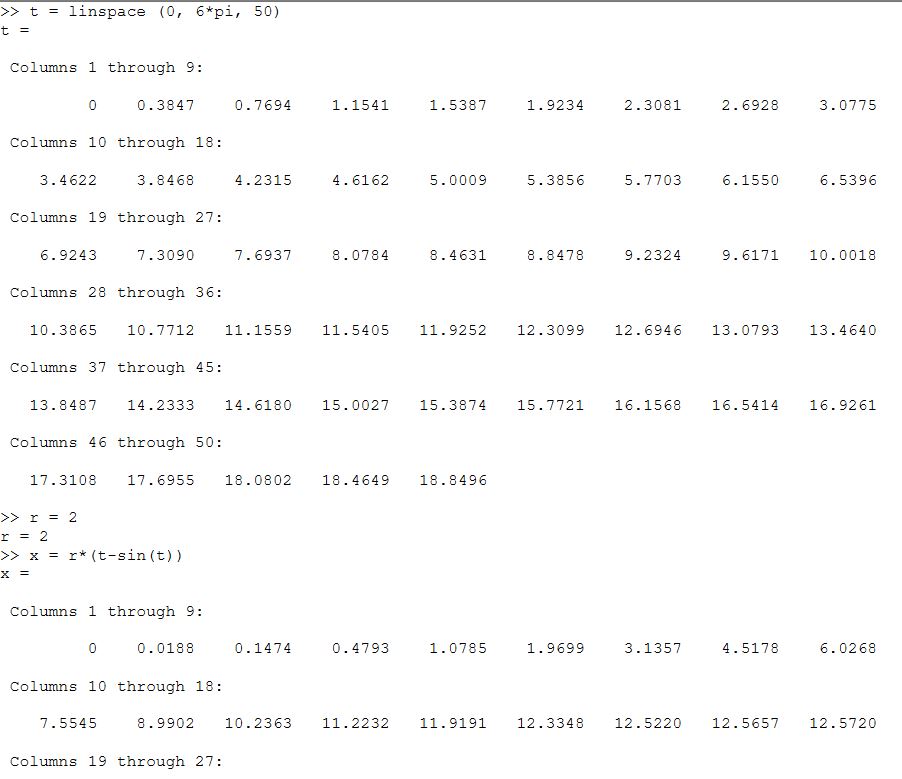 >> t = linspace (0, 6*pi, 50)
t =
Columns 1 through 9:
0 0.3847 0.7694 1.1541 1.5387 1.9234 2.3081 2.6928 3.0775
Columns 10 through 18:
3.4622 3.8468 4.2315 4.6162 5.0009 5.3856 5.7703 6.1550 6.5396
Columns 19 through 27:
6.9243 7.3090 7.6937 8.0784 8.4631 8.8478 9.2324 9.6171 10.0018
Columns 28 through 36:
10.3865 10.7712 11.1559 11.5405 11.9252 12.3099 12.6946 13.0793 13.4640
Columns 37 through 45:
13.8487 14.2333 14.6180 15.0027 15.3874 15.7721 16.1568 16.5414 16.9261
Columns 46 through 50:
17.3108 17.6955 18.0802 18.4649 18.8496
>> r = 2
r = 2
>> x = r*(t-sin(t))
x =
Columns 1 through 9:
0 0.0188 0.1474 0.4793 1.0785 1.9699 3.1357 4.5178 6.0268
Columns 10 through 18:
7.5545 8.9902 10.2363 11.2232 11.9191 12.3348 12.5220 12.5657 12.5720
Columns 19 through 27: